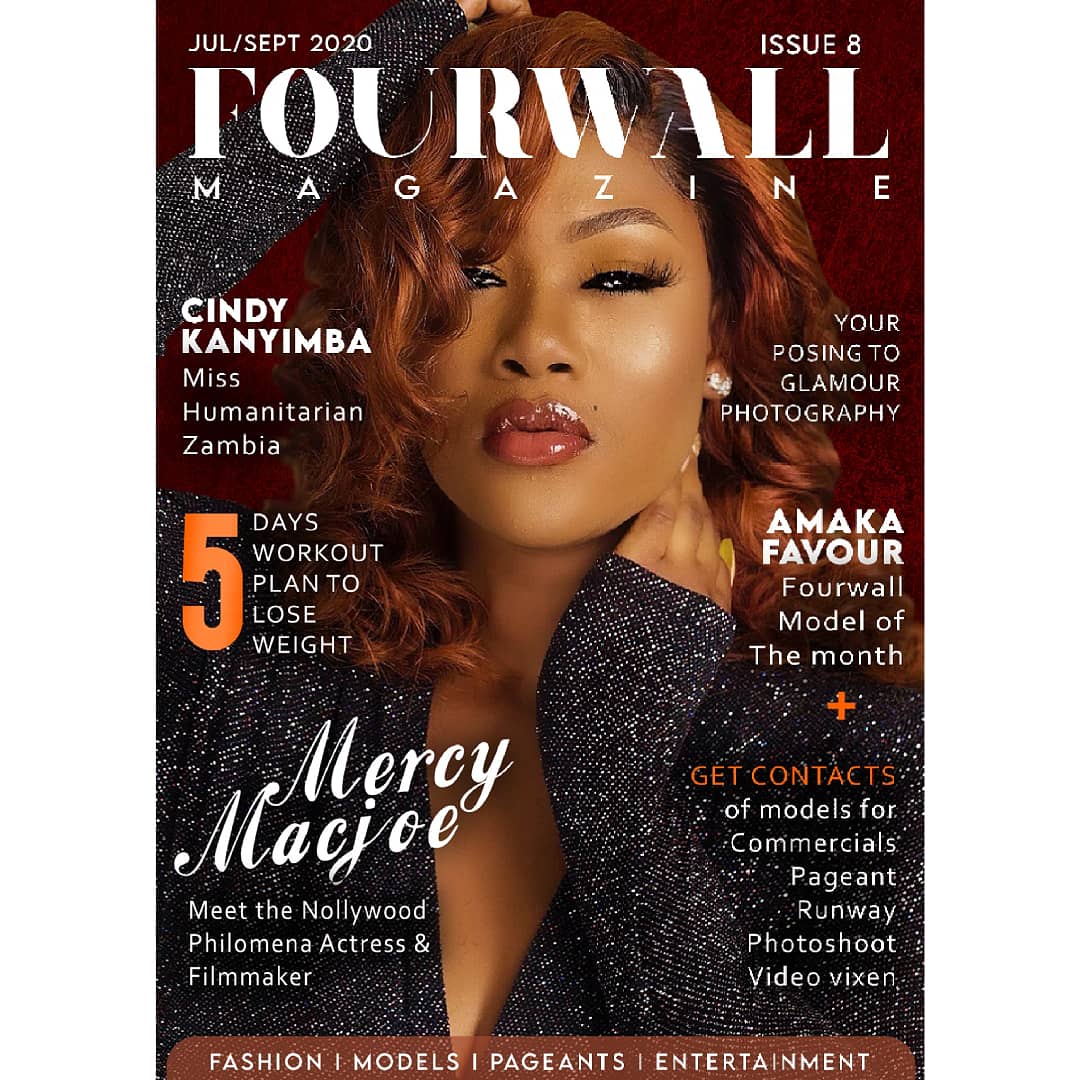 JUL/SEPT 2020
ISSUE 8
FOURWALL
MAGAZINE
CINDY
KANYIMBA
Miss
Humanitarian
Zambia
YOUR
POSING TO
GLAMOUR
PHOTOGRAPHY
5
DAYS
WORKOUT
PLAN TO
LOSE
WEIGHT
AMAKA
FAVOUR
Fourwall
Model of
The month
+
Mercy
Macjoe
Meet the Nollywood
Philomena Actress &
Filmmaker
GET CONTACTS
of models for
Commercials
Pageant
Runway
Photoshoot
Video vixen
FASHION | MODELS | PAGEANTS | ENTERTAINMENT